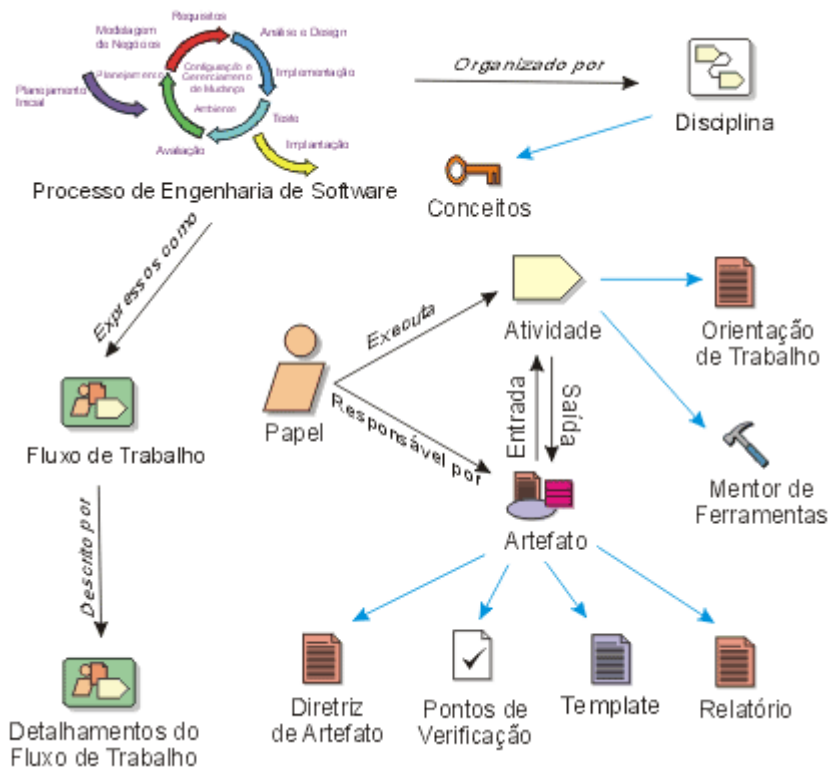 Requisitos
Modelagem
de Negócios
Análise e Design
Planejamento
Configuração e
Gerenciamento
de Mudança
Implementação
Planejamento
Inicial
Ambiente
Teste
Avaliação
Implantação
Processo de Engenharia de Software
Organizado por
Disciplina
Conceitos
Expressos como
Fluxo de Trabalho
Descrito por
Detalhamentos do
Fluxo de Trabalho
Papel
Executa
Responsável por
Atividade
Entrada
Saída
Artefato
Orientação
de Trabalho
Mentor de
Ferramentas
Diretriz
de Artefato
Pontos de
Verificação
Template
Relatório